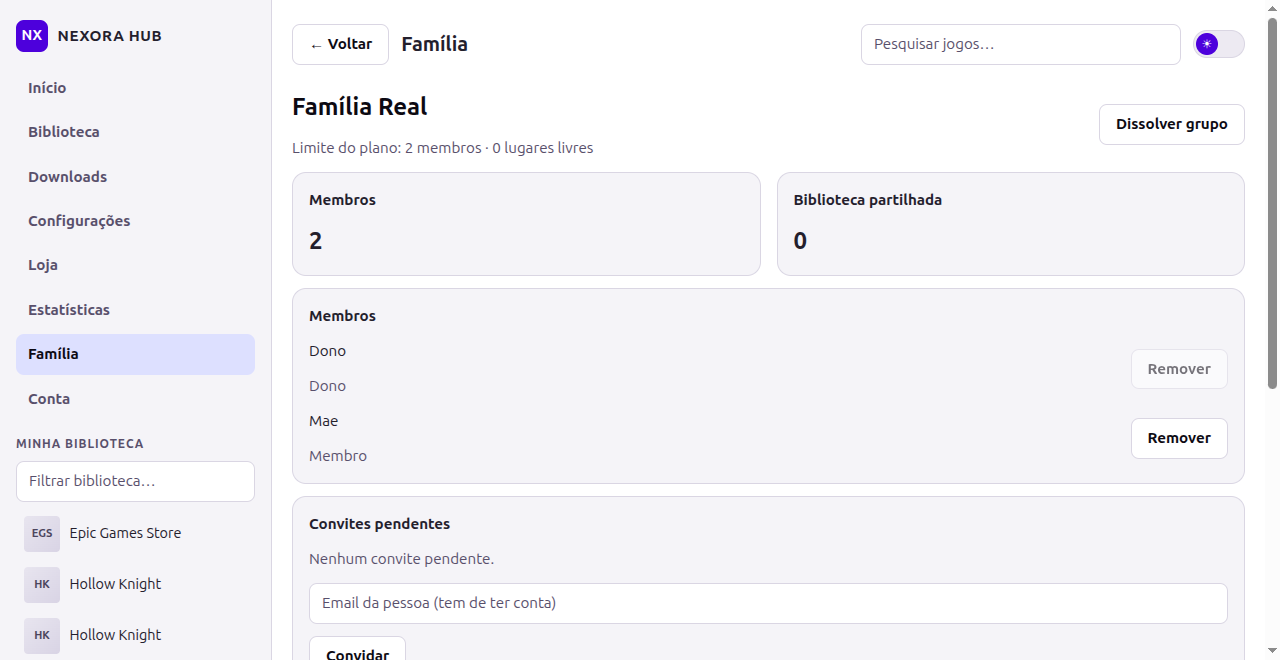 NX NEXORA HUB
Início
Biblioteca
Downloads
Configurações
Loja
Estatísticas
Família
Conta
MINHA BIBLIOTECA
Filtrar biblioteca…
EGS Epic Games Store
HK Hollow Knight
HK Hollow Knight
← Voltar Família Pesquisar jogos…
Família Real
Limite do plano: 2 membros · 0 lugares livres
Dissolver grupo
Membros
2
Biblioteca partilhada
0
Membros
Dono
Dono
Remover
Mae
Membro
Remover
Convites pendentes
Nenhum convite pendente.
Email da pessoa (tem de ter conta)
Convidar